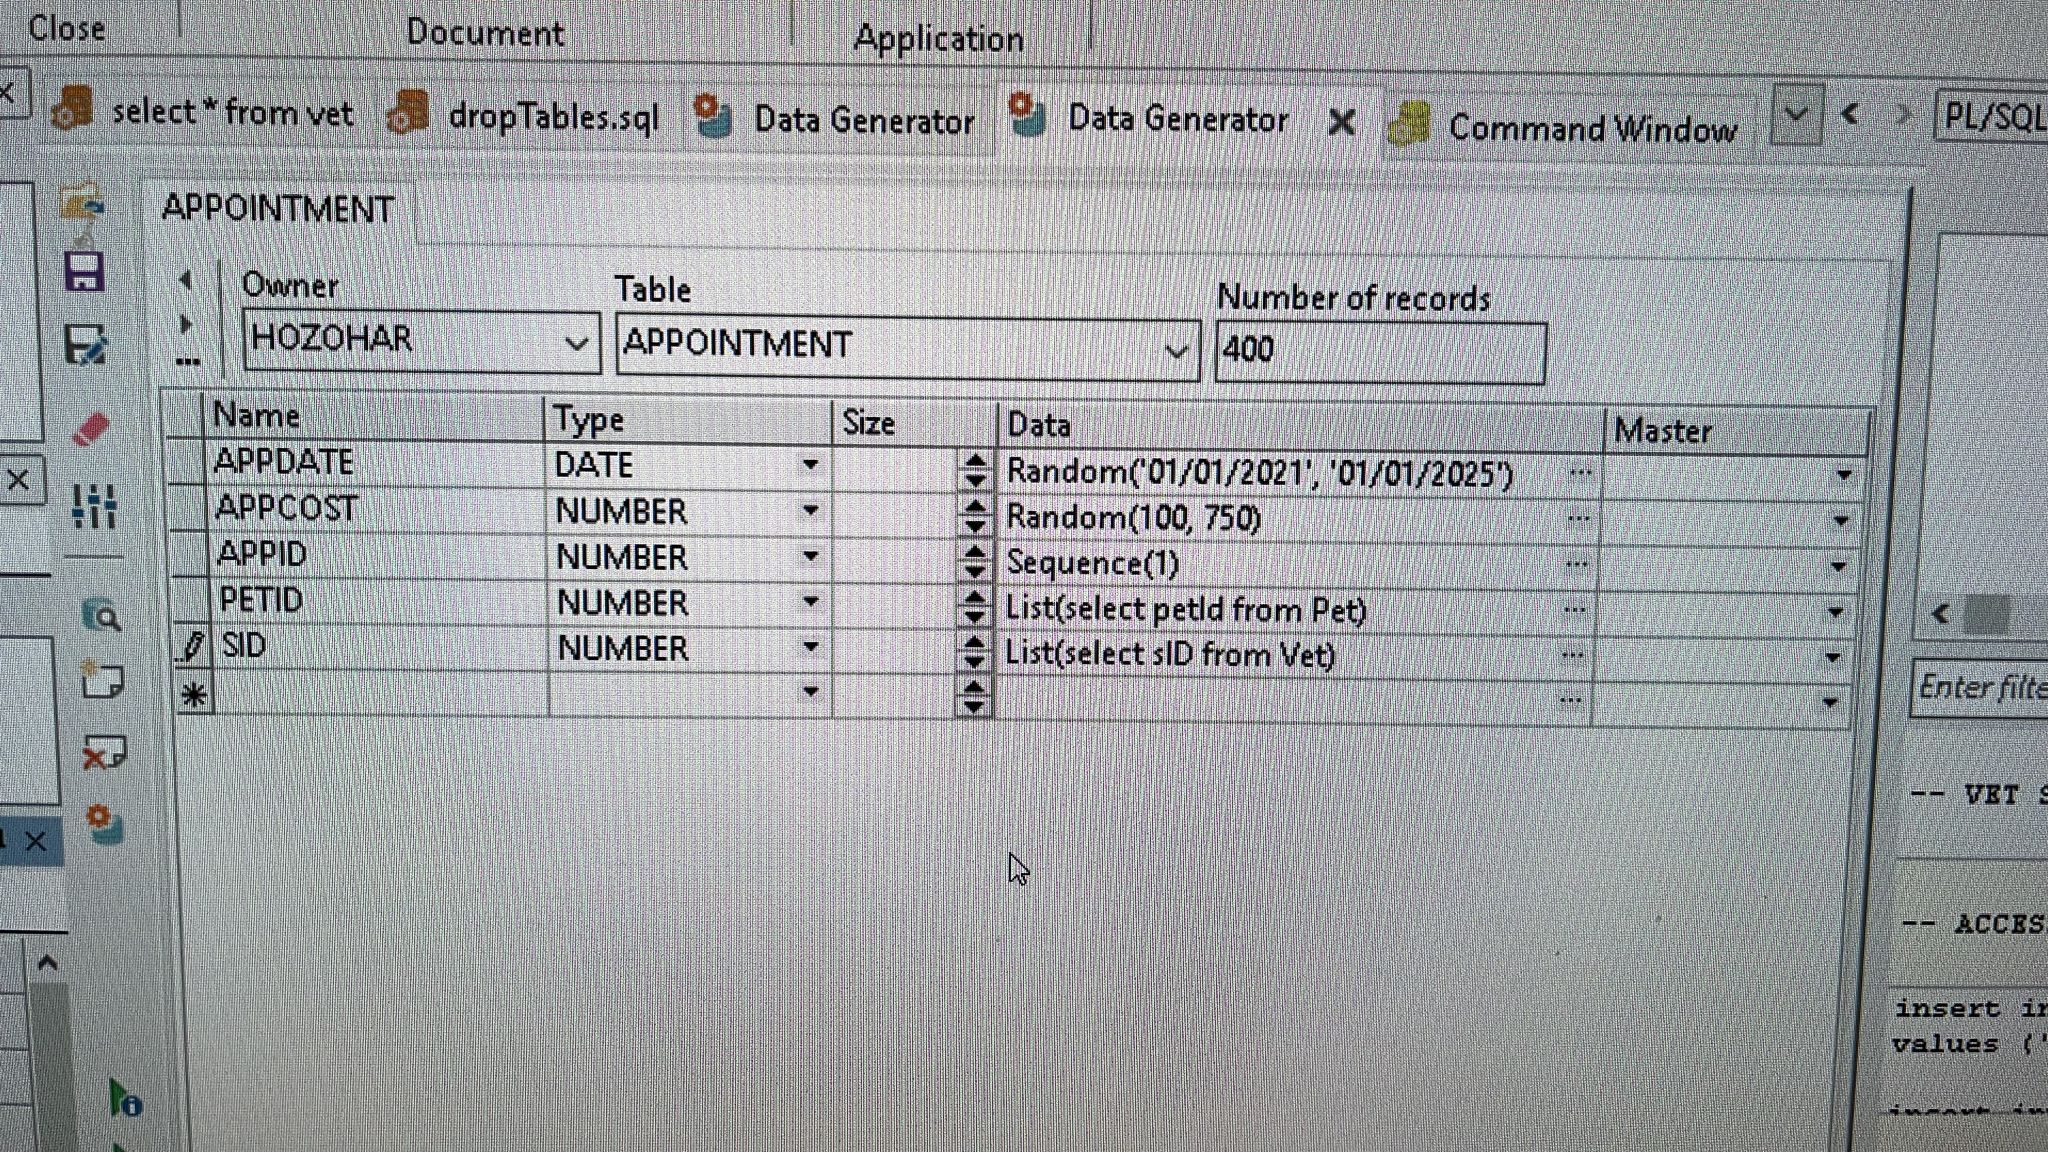 Close Document Application
select * from vet dropTables.sql Data Generator Data Generator Command Window PL/SQL
APPOINTMENT
Owner Table Number of records
HOZOHAR APPOINTMENT 400
Name Type Size Data Master
APPDATE DATE Random('01/01/2021', '01/01/2025') ...
APPCOST NUMBER Random(100, 750) ...
APPID NUMBER Sequence(1) ...
PETID NUMBER List(select petId from Pet) ...
SID NUMBER List(select sID from Vet) ...
...
Enter filte
-- VET S
-- ACCES
insert in
values ('